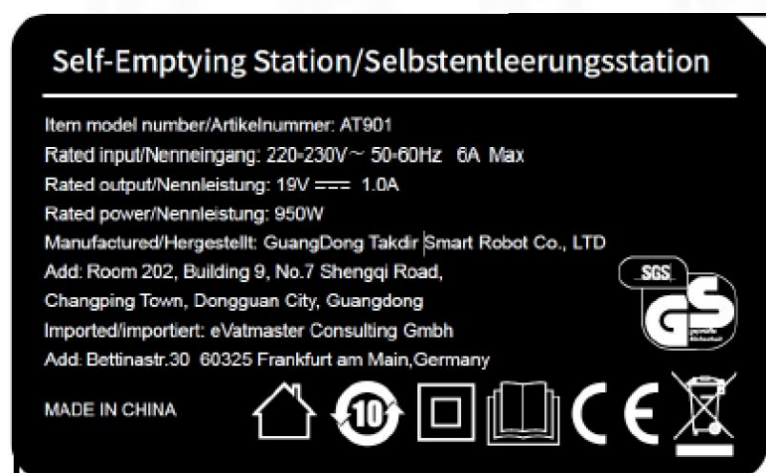 Self-Emptying Station/Selbstentleerungsstation
Item model number/Artikelnummer: AT901
Rated input/Nenneingang: 220-230V~ 50-60Hz 6A Max
Rated output/Nennleistung: 19V ⎓ 1.0A
Rated power/Nennleistung: 950W
Manufactured/Hergestellt: GuangDong Takdir Smart Robot Co., LTD
Add: Room 202, Building 9, No.7 Shengqi Road,
Changping Town, Dongguan City, Guangdong
Imported/importiert: eVatmaster Consulting Gmbh
Add: Bettinastr.30 60325 Frankfurt am Main,Germany
SGS
GS
geprüfte
Sicherheit
MADE IN CHINA
10
CE